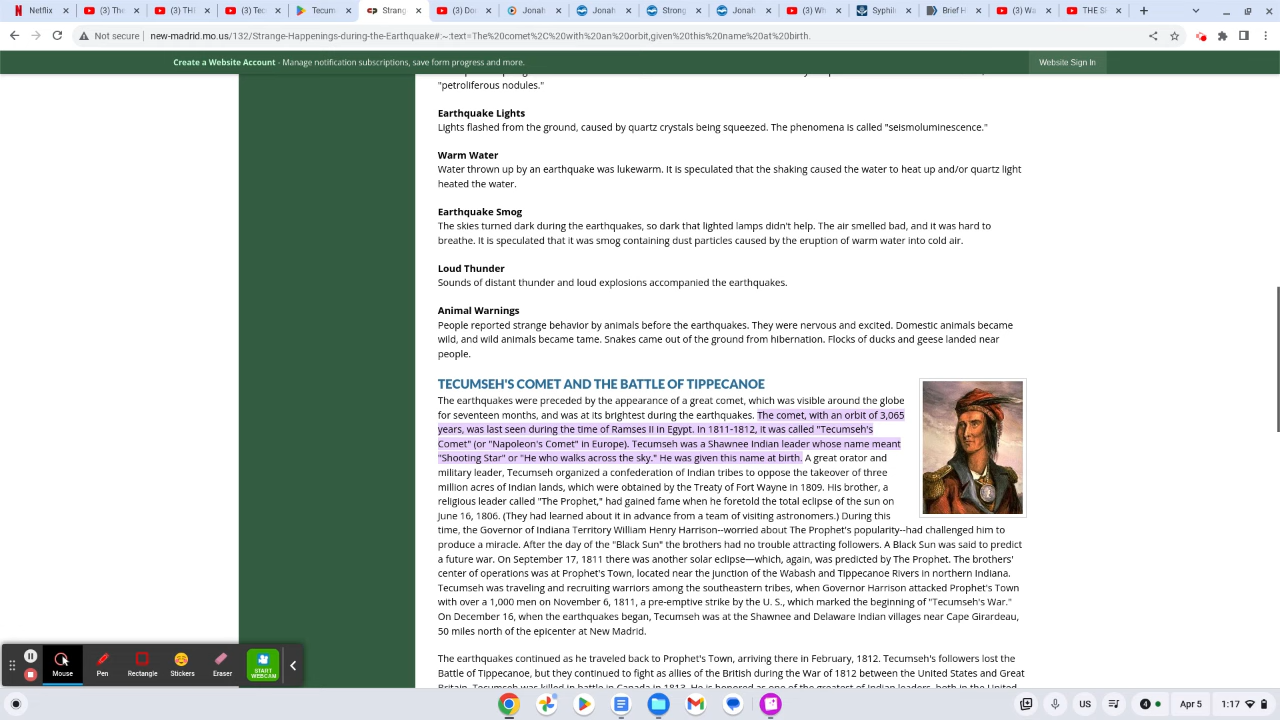 Netflix
(3) Th
(3) TH
(3) Tec
Tecum
Strang
(3) Dor
Jonah
Jonah
Strong
Jonah
(3) Wh
Syphili
Brief H
(3) Wa
THE.SI
Not secure
new-madrid.mo.us/132/Strange-Happenings-during-the-Earthquake#:~:text=The%20comet%2C%20with%20an%20orbit,given%20this%20name%20at%20birth.
Create a Website Account - Manage notification subscriptions, save form progress and more.
Website Sign In
"petroliferous nodules."
Earthquake Lights
Lights flashed from the ground, caused by quartz crystals being squeezed. The phenomena is called "seismoluminescence."
Warm Water
Water thrown up by an earthquake was lukewarm. It is speculated that the shaking caused the water to heat up and/or quartz light
heated the water.
Earthquake Smog
The skies turned dark during the earthquakes, so dark that lighted lamps didn't help. The air smelled bad, and it was hard to
breathe. It is speculated that it was smog containing dust particles caused by the eruption of warm water into cold air.
Loud Thunder
Sounds of distant thunder and loud explosions accompanied the earthquakes.
Animal Warnings
People reported strange behavior by animals before the earthquakes. They were nervous and excited. Domestic animals became
wild, and wild animals became tame. Snakes came out of the ground from hibernation. Flocks of ducks and geese landed near
people.
TECUMSEH'S COMET AND THE BATTLE OF TIPPECANOE
The earthquakes were preceded by the appearance of a great comet, which was visible around the globe
for seventeen months, and was at its brightest during the earthquakes. The comet, with an orbit of 3,065
years, was last seen during the time of Ramses II in Egypt. In 1811-1812, it was called "Tecumseh's
Comet" (or "Napoleon's Comet" in Europe). Tecumseh was a Shawnee Indian leader whose name meant
"Shooting Star" or "He who walks across the sky." He was given this name at birth. A great orator and
military leader, Tecumseh organized a confederation of Indian tribes to oppose the takeover of three
million acres of Indian lands, which were obtained by the Treaty of Fort Wayne in 1809. His brother, a
religious leader called "The Prophet," had gained fame when he foretold the total eclipse of the sun on
June 16, 1806. (They had learned about it in advance from a team of visiting astronomers.) During this
time, the Governor of Indiana Territory William Henry Harrison--worried about The Prophet's popularity--had challenged him to
produce a miracle. After the day of the "Black Sun" the brothers had no trouble attracting followers. A Black Sun was said to predict
a future war. On September 17, 1811 there was another solar eclipse—which, again, was predicted by The Prophet. The brothers'
center of operations was at Prophet's Town, located near the junction of the Wabash and Tippecanoe Rivers in northern Indiana.
Tecumseh was traveling and recruiting warriors among the southeastern tribes, when Governor Harrison attacked Prophet's Town
with over a 1,000 men on November 6, 1811, a pre-emptive strike by the U. S., which marked the beginning of "Tecumseh's War."
On December 16, when the earthquakes began, Tecumseh was at the Shawnee and Delaware Indian villages near Cape Girardeau,
50 miles north of the epicenter at New Madrid.
The earthquakes continued as he traveled back to Prophet's Town, arriving there in February, 1812. Tecumseh's followers lost the
Battle of Tippecanoe, but they continued to fight as allies of the British during the War of 1812 between the United States and Great
Britain. Tecumseh was killed in battle in Canada in 1813. He is honored as one of the greatest of Indian leaders, both in the United
Mouse
Pen
Rectangle
Stickers
Eraser
START WEBCAM
US
4
Apr 5
1:17